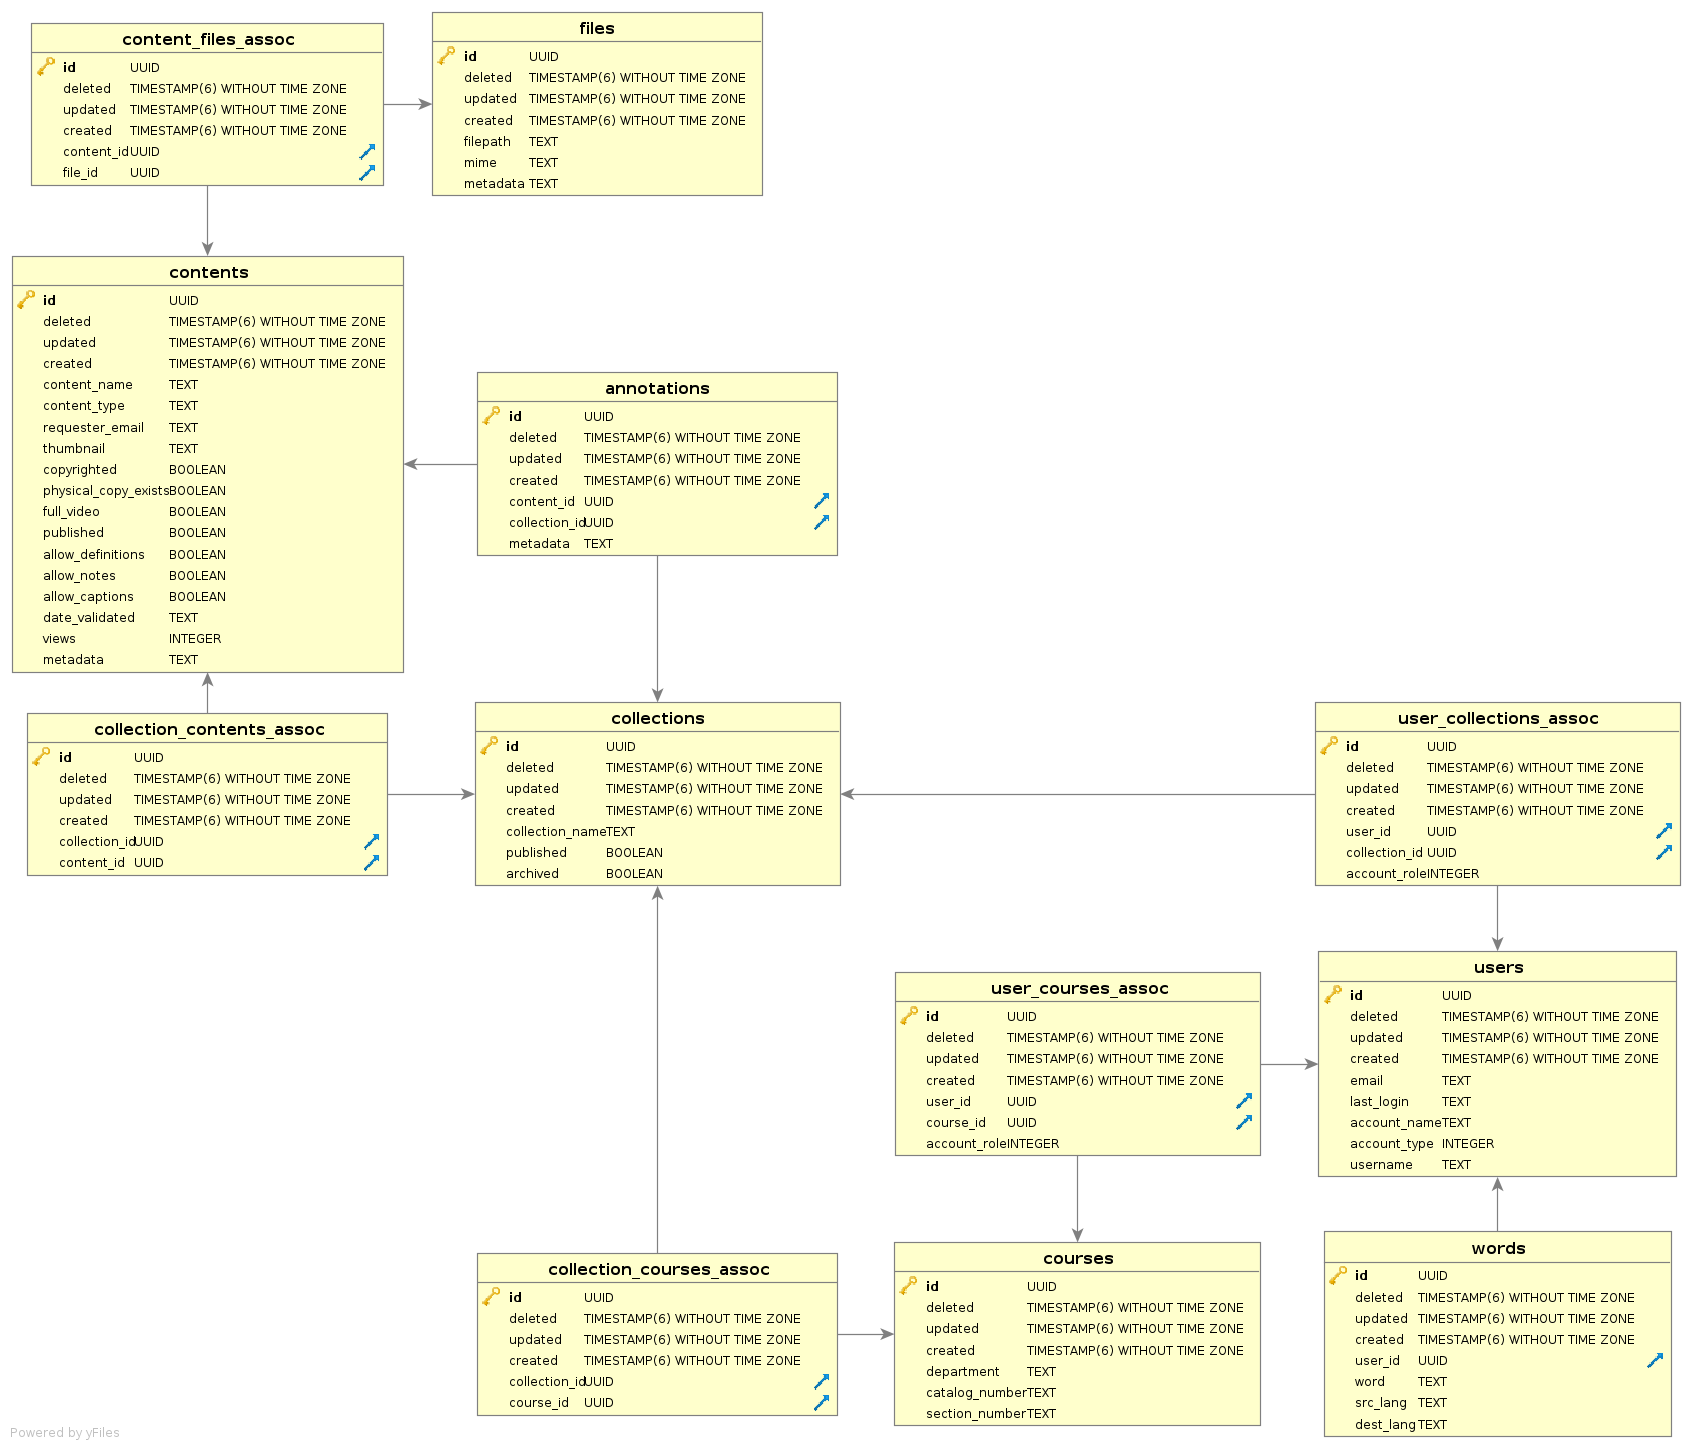 content_files_assoc
id UUID
deleted TIMESTAMP(6) WITHOUT TIME ZONE
updated TIMESTAMP(6) WITHOUT TIME ZONE
created TIMESTAMP(6) WITHOUT TIME ZONE
content_id UUID
file_id UUID
files
id UUID
deleted TIMESTAMP(6) WITHOUT TIME ZONE
updated TIMESTAMP(6) WITHOUT TIME ZONE
created TIMESTAMP(6) WITHOUT TIME ZONE
filepath TEXT
mime TEXT
metadata TEXT
contents
id UUID
deleted TIMESTAMP(6) WITHOUT TIME ZONE
updated TIMESTAMP(6) WITHOUT TIME ZONE
created TIMESTAMP(6) WITHOUT TIME ZONE
content_name TEXT
content_type TEXT
requester_email TEXT
thumbnail TEXT
copyrighted BOOLEAN
physical_copy_exists BOOLEAN
full_video BOOLEAN
published BOOLEAN
allow_definitions BOOLEAN
allow_notes BOOLEAN
allow_captions BOOLEAN
date_validated TEXT
views INTEGER
metadata TEXT
annotations
id UUID
deleted TIMESTAMP(6) WITHOUT TIME ZONE
updated TIMESTAMP(6) WITHOUT TIME ZONE
created TIMESTAMP(6) WITHOUT TIME ZONE
content_id UUID
collection_id UUID
metadata TEXT
collection_contents_assoc
id UUID
deleted TIMESTAMP(6) WITHOUT TIME ZONE
updated TIMESTAMP(6) WITHOUT TIME ZONE
created TIMESTAMP(6) WITHOUT TIME ZONE
collection_id UUID
content_id UUID
collections
id UUID
deleted TIMESTAMP(6) WITHOUT TIME ZONE
updated TIMESTAMP(6) WITHOUT TIME ZONE
created TIMESTAMP(6) WITHOUT TIME ZONE
collection_name TEXT
published BOOLEAN
archived BOOLEAN
user_collections_assoc
id UUID
deleted TIMESTAMP(6) WITHOUT TIME ZONE
updated TIMESTAMP(6) WITHOUT TIME ZONE
created TIMESTAMP(6) WITHOUT TIME ZONE
user_id UUID
collection_id UUID
account_role INTEGER
user_courses_assoc
id UUID
deleted TIMESTAMP(6) WITHOUT TIME ZONE
updated TIMESTAMP(6) WITHOUT TIME ZONE
created TIMESTAMP(6) WITHOUT TIME ZONE
user_id UUID
course_id UUID
account_role INTEGER
users
id UUID
deleted TIMESTAMP(6) WITHOUT TIME ZONE
updated TIMESTAMP(6) WITHOUT TIME ZONE
created TIMESTAMP(6) WITHOUT TIME ZONE
email TEXT
last_login TEXT
account_name TEXT
account_type INTEGER
username TEXT
collection_courses_assoc
id UUID
deleted TIMESTAMP(6) WITHOUT TIME ZONE
updated TIMESTAMP(6) WITHOUT TIME ZONE
created TIMESTAMP(6) WITHOUT TIME ZONE
collection_id UUID
course_id UUID
courses
id UUID
deleted TIMESTAMP(6) WITHOUT TIME ZONE
updated TIMESTAMP(6) WITHOUT TIME ZONE
created TIMESTAMP(6) WITHOUT TIME ZONE
department TEXT
catalog_number TEXT
section_number TEXT
words
id UUID
deleted TIMESTAMP(6) WITHOUT TIME ZONE
updated TIMESTAMP(6) WITHOUT TIME ZONE
created TIMESTAMP(6) WITHOUT TIME ZONE
user_id UUID
word TEXT
src_lang TEXT
dest_lang TEXT
Powered by yFiles